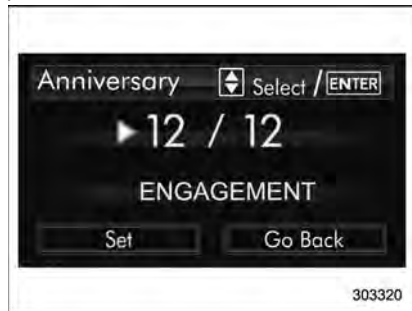 Anniversary Select / ENTER
12 / 12
ENGAGEMENT
Set Go Back
303320